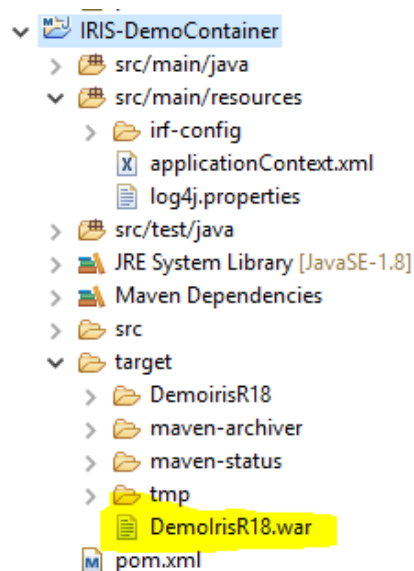 IRIS-DemoContainer
src/main/java
src/main/resources
irf-config
applicationContext.xml
log4j.properties
src/test/java
JRE System Library [JavaSE-1.8]
Maven Dependencies
src
target
DemoirisR18
maven-archiver
maven-status
tmp
DemoIrisR18.war
pom.xml